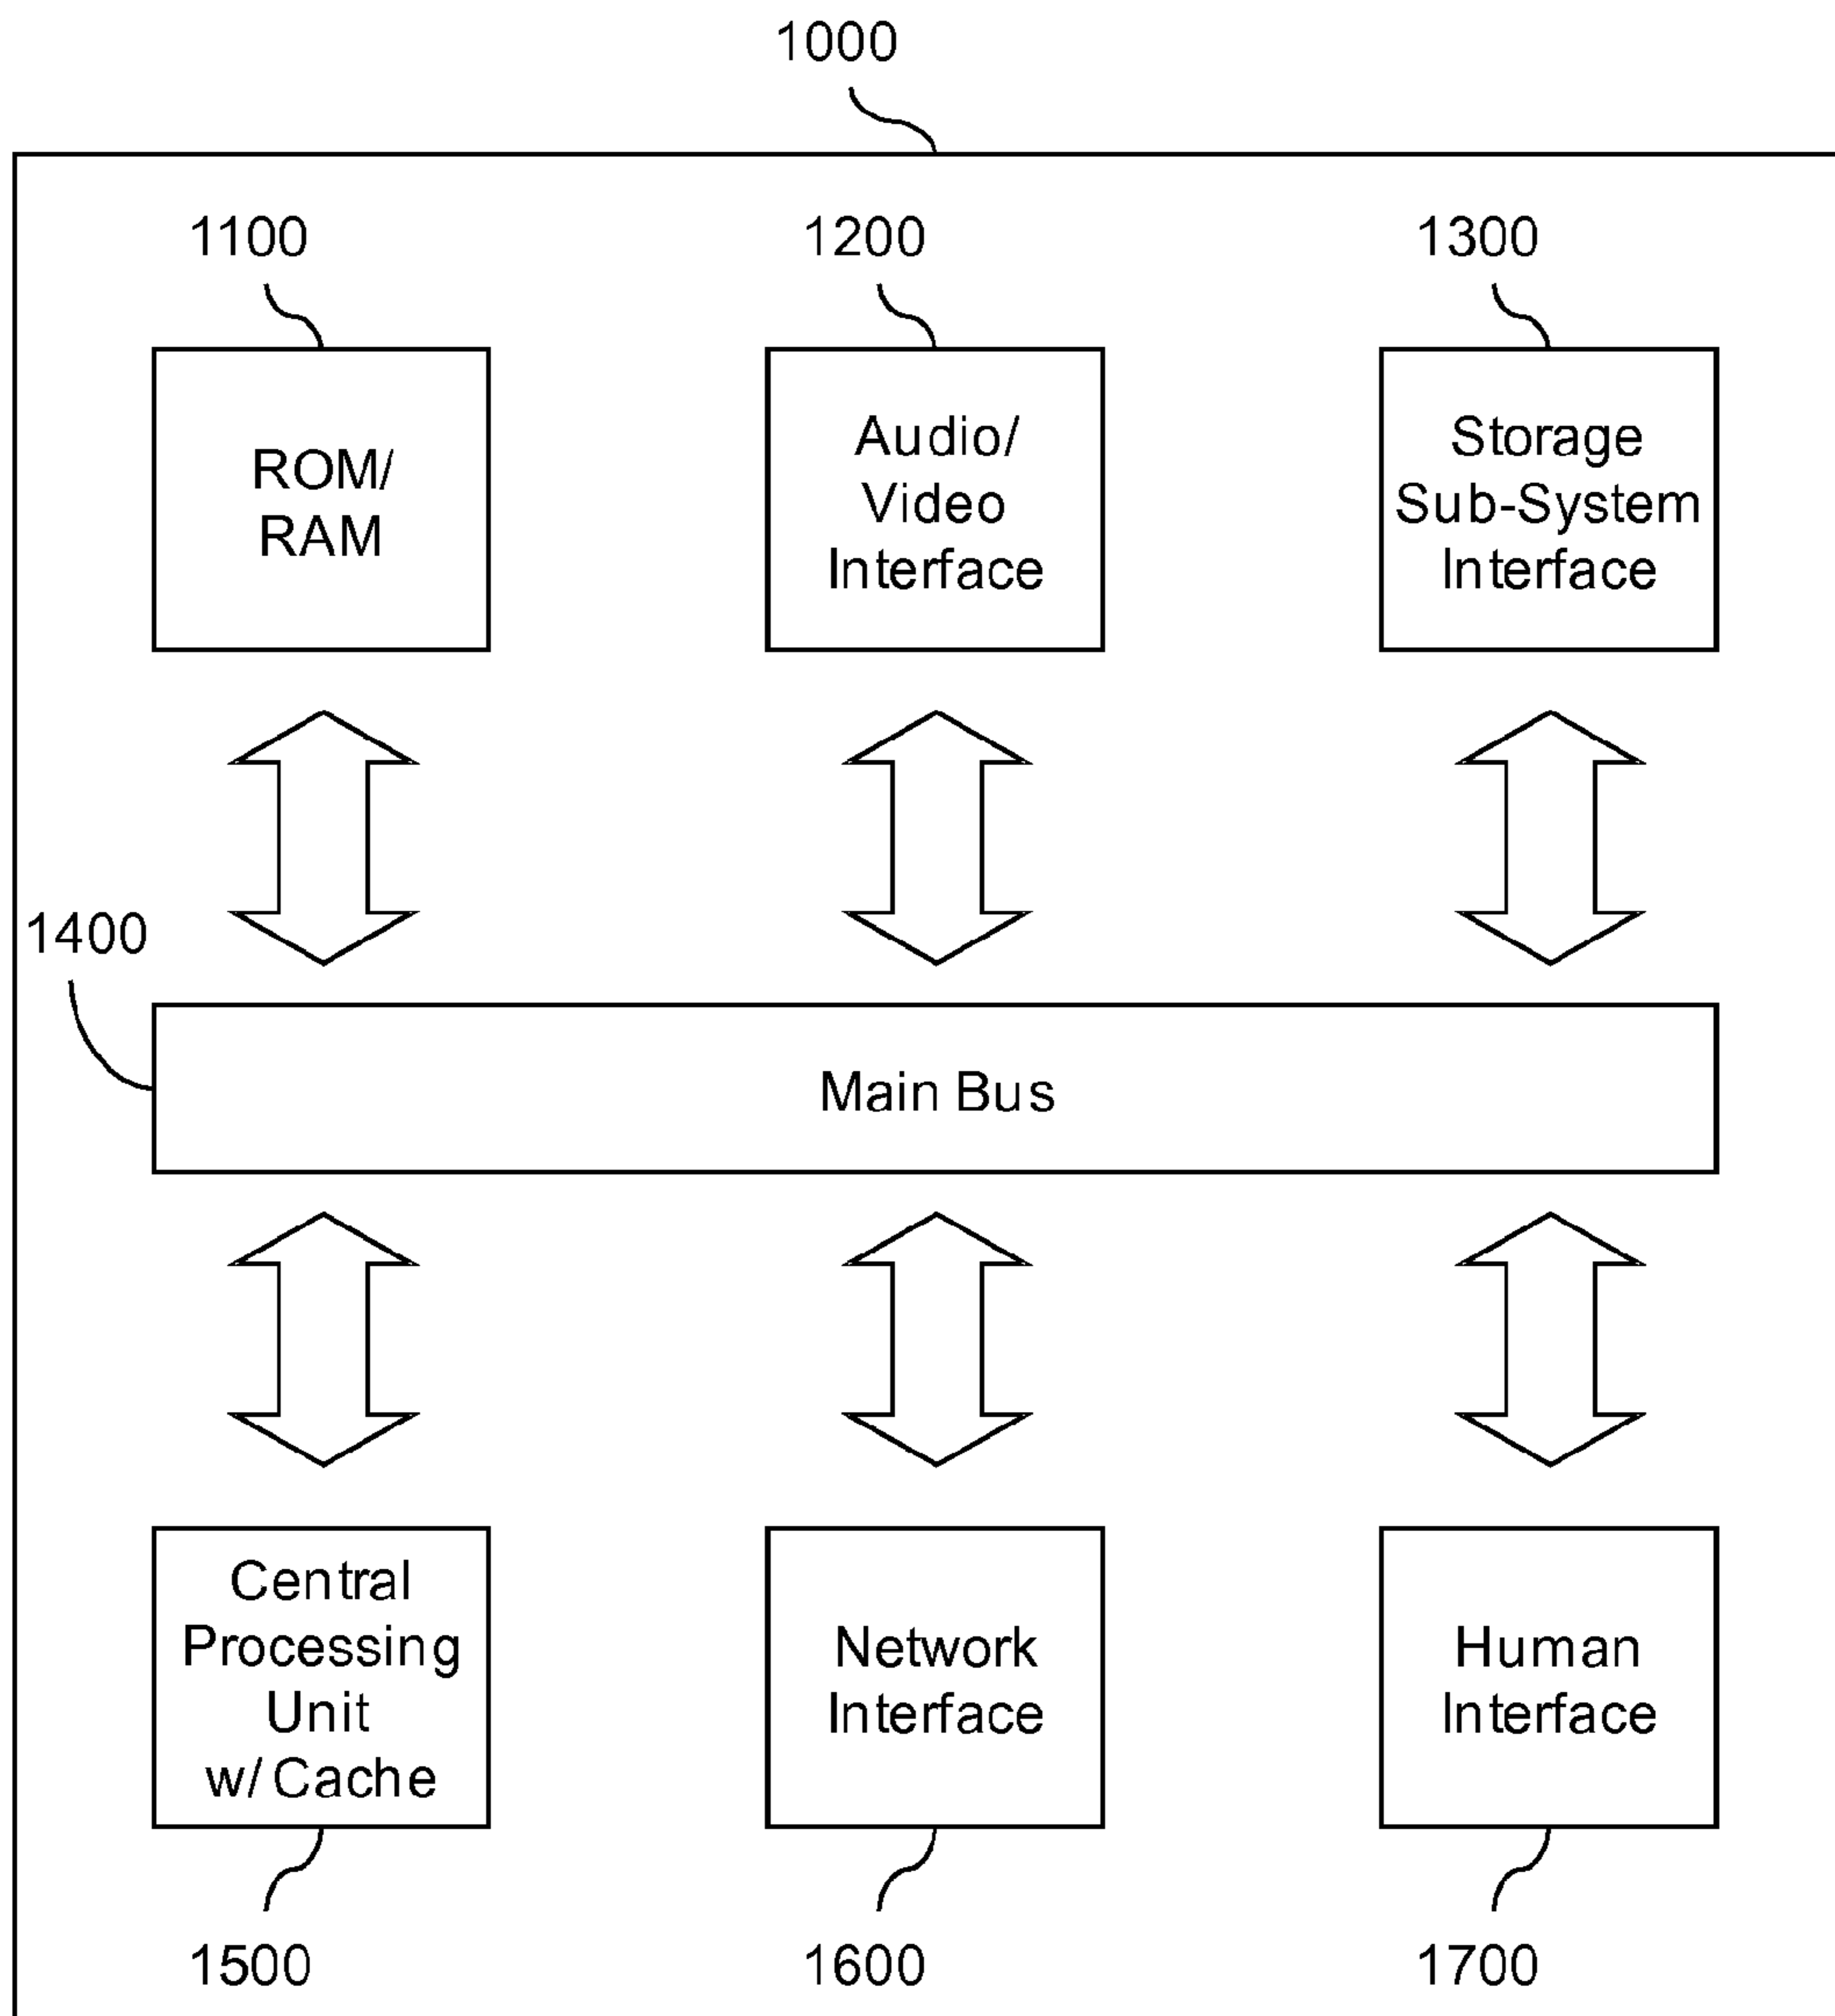 1000
1100
1200
1300
ROM/
RAM
Audio/
Video
Interface
Storage
Sub-System
Interface
1400
Main Bus
Central
Processing
Unit
w/ Cache
Network
Interface
Human
Interface
1500
1600
1700